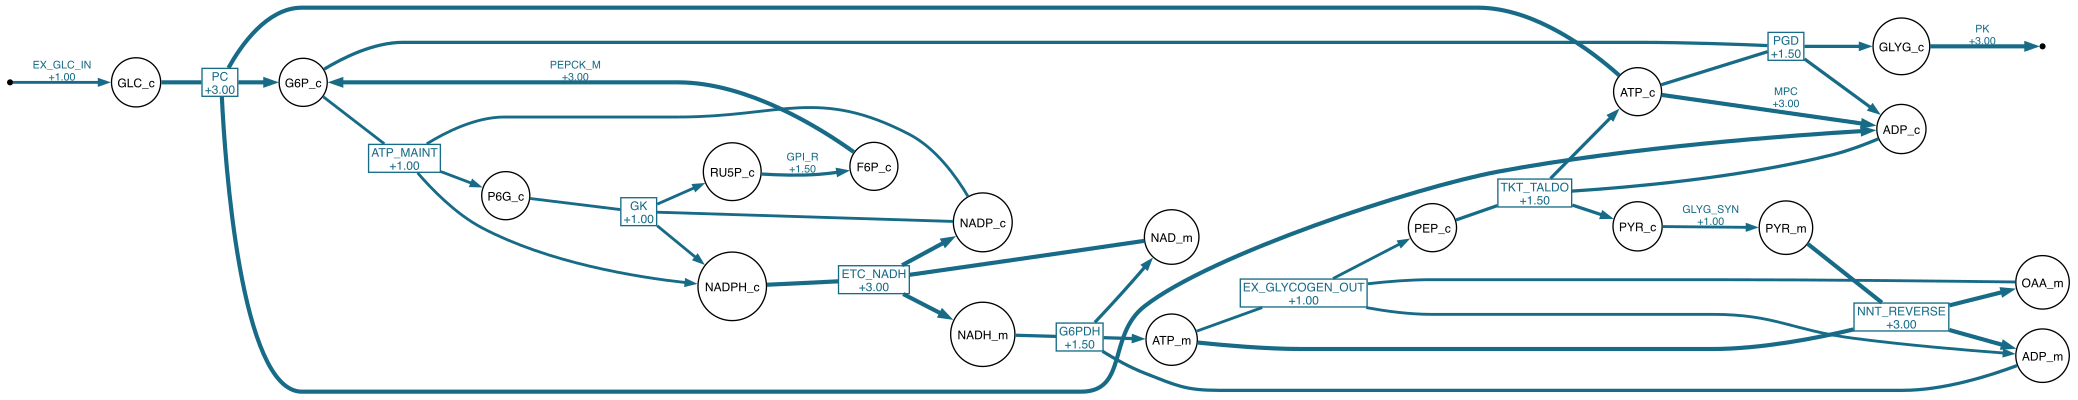 EX_GLC_IN
+1.00
GLC_c
PC
+3.00
G6P_c
PEPCK_M
+3.00
ATP_MAINT
+1.00
P6G_c
GK
+1.00
RU5P_c
GPI_R
+1.50
F6P_c
NADPH_c
ETC_NADH
+3.00
NADP_c
NADH_m
G6PDH
+1.50
NAD_m
ATP_m
EX_GLYCOGEN_OUT
+1.00
PEP_c
TKT_TALDO
+1.50
ATP_c
PYR_c
GLYG_SYN
+1.00
PYR_m
PGD
+1.50
MPC
+3.00
GLYG_c
PK
+3.00
ADP_c
NNT_REVERSE
+3.00
OAA_m
ADP_m